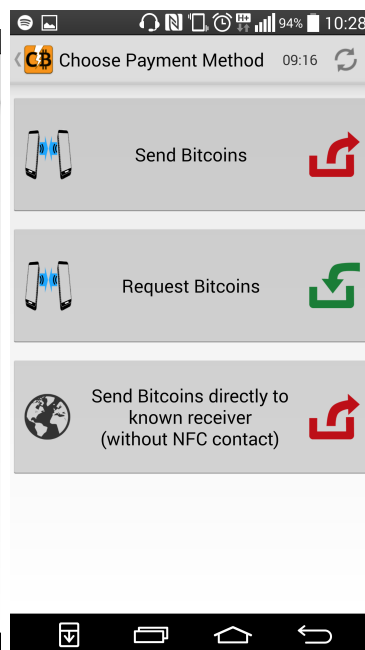 H+
94%
10:28
CB
Choose Payment Method
09:16
Send Bitcoins
Request Bitcoins
Send Bitcoins directly to
known receiver
(without NFC contact)